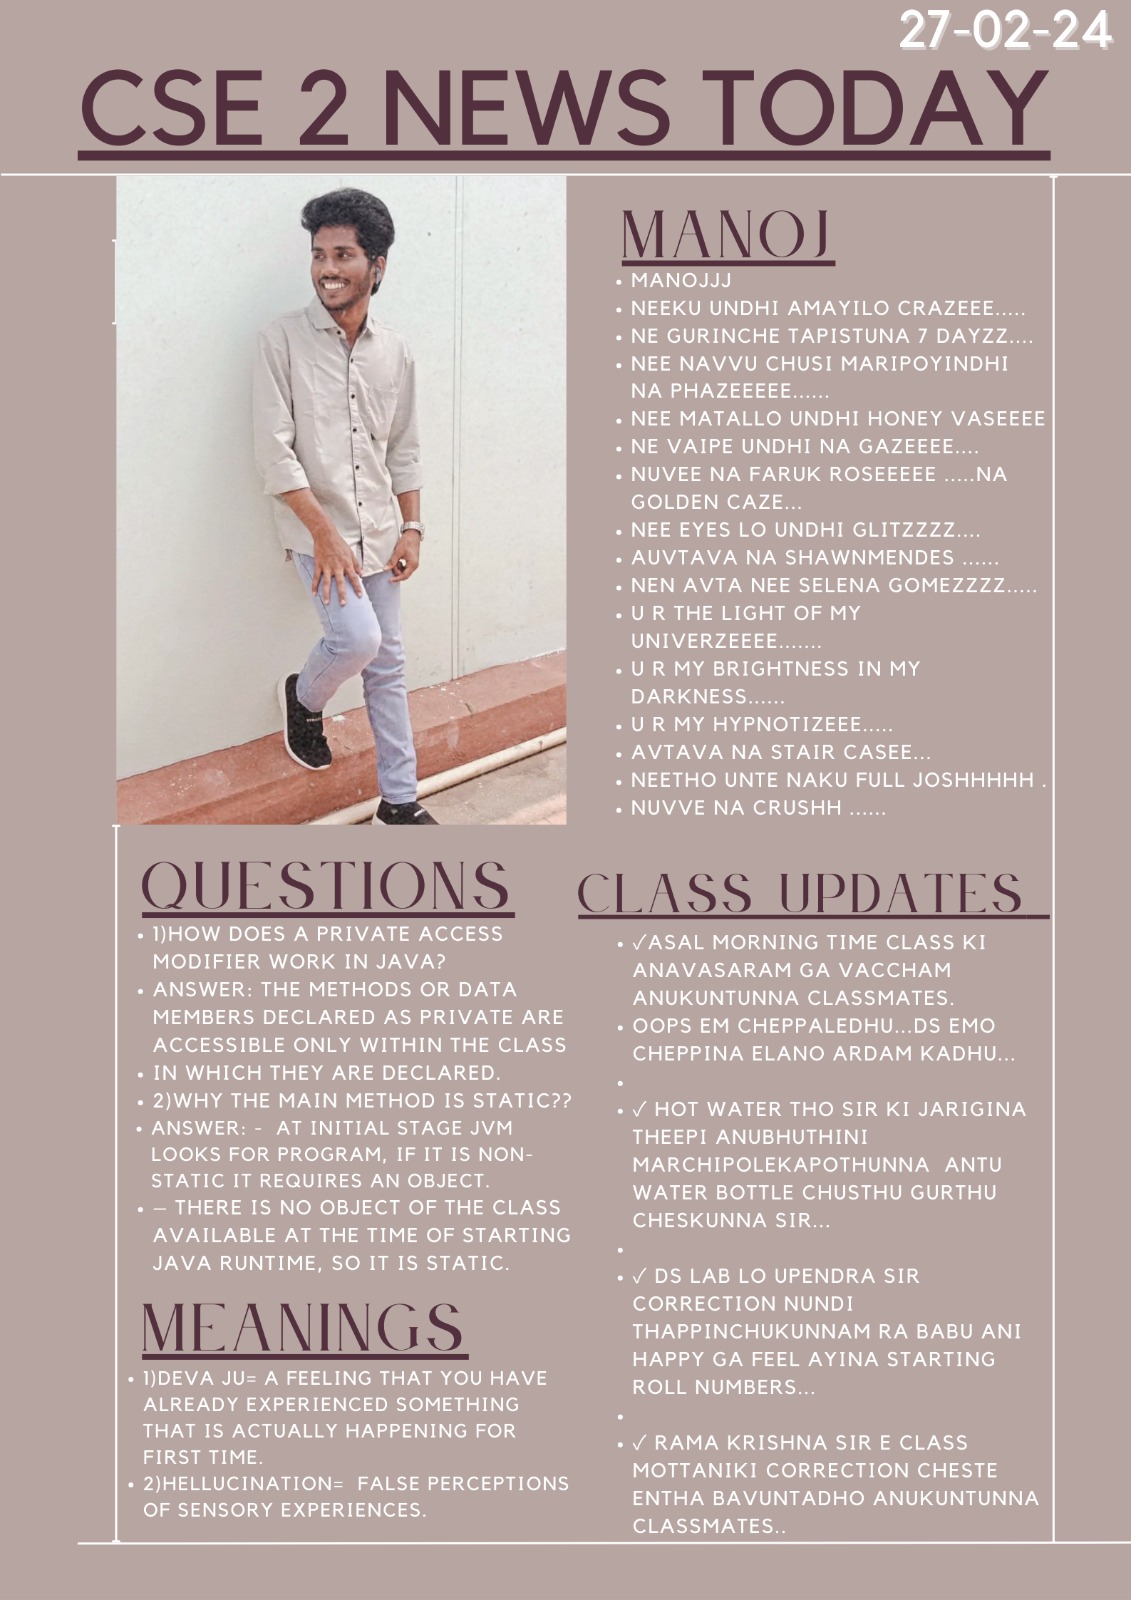 27-02-24
CSE 2 NEWS TODAY
MANOJ
• MANOJJJ
• NEEKU UNDHI AMAYILO CRAZEEE.....
• NE GURINCHE TAPISTUNA 7 DAYZZ....
• NEE NAVVU CHUSI MARIPOYINDHI
NA PHAZEEEEE......
• NEE MATALLO UNDHI HONEY VASEEEE
• NE VAIPE UNDHI NA GAZEEEE....
• NUVEE NA FARUK ROSEEEEE .....NA
GOLDEN CAZE...
• NEE EYES LO UNDHI GLITZZZZ....
• AUVTAVA NA SHAWNMENDES ......
• NEN AVTA NEE SELENA GOMEZZZZ.....
• U R THE LIGHT OF MY
UNIVERZEEEE.......
• U R MY BRIGHTNESS IN MY
DARKNESS......
• U R MY HYPNOTIZEEE.....
• AVTAVA NA STAIR CASEE...
• NEETHO UNTE NAKU FULL JOSHHHHH .
• NUVVE NA CRUSHH ......
QUESTIONS
• 1)HOW DOES A PRIVATE ACCESS
MODIFIER WORK IN JAVA?
• ANSWER: THE METHODS OR DATA
MEMBERS DECLARED AS PRIVATE ARE
ACCESSIBLE ONLY WITHIN THE CLASS
• IN WHICH THEY ARE DECLARED.
• 2)WHY THE MAIN METHOD IS STATIC??
• ANSWER: - AT INITIAL STAGE JVM
LOOKS FOR PROGRAM, IF IT IS NON-
STATIC IT REQUIRES AN OBJECT.
• – THERE IS NO OBJECT OF THE CLASS
AVAILABLE AT THE TIME OF STARTING
JAVA RUNTIME, SO IT IS STATIC.
MEANINGS
• 1)DEVA JU= A FEELING THAT YOU HAVE
ALREADY EXPERIENCED SOMETHING
THAT IS ACTUALLY HAPPENING FOR
FIRST TIME.
• 2)HELLUCINATION= FALSE PERCEPTIONS
OF SENSORY EXPERIENCES.
CLASS UPDATES
• ✓ASAL MORNING TIME CLASS KI
ANAVASARAM GA VACCHAM
ANUKUNTUNNA CLASSMATES.
• OOPS EM CHEPPALEDHU...DS EMO
CHEPPINA ELANO ARDAM KADHU...
•
• ✓ HOT WATER THO SIR KI JARIGINA
THEEPI ANUBHUTHINI
MARCHIPOLEKAPOTHUNNA ANTU
WATER BOTTLE CHUSTHU GURTHU
CHESKUNNA SIR...
•
• ✓ DS LAB LO UPENDRA SIR
CORRECTION NUNDI
THAPPINCHUKUNNAM RA BABU ANI
HAPPY GA FEEL AYINA STARTING
ROLL NUMBERS...
•
• ✓ RAMA KRISHNA SIR E CLASS
MOTTANIKI CORRECTION CHESTE
ENTHA BAVUNTADHO ANUKUNTUNNA
CLASSMATES..